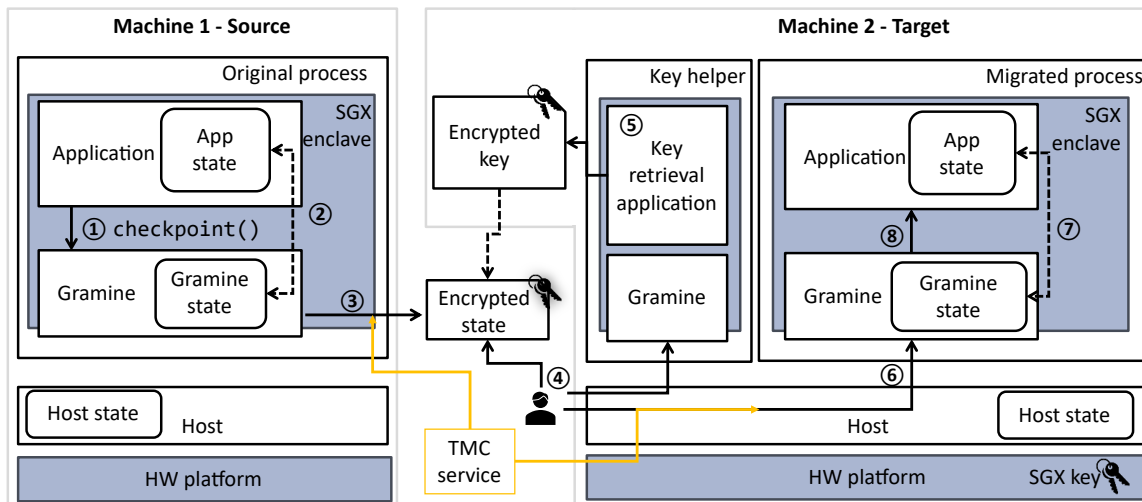 Machine 1 - Source
Original process
SGX
enclave
App
state
Application
②
① checkpoint()
Gramine
Gramine
state
③
Host state
Host
HW platform
Machine 2 - Target
Encrypted
key
Encrypted
state
④
TMC
service
Key helper
⑤
Key
retrieval
application
Gramine
Migrated process
SGX
enclave
App
state
Application
⑧
⑦
Gramine
Gramine
state
⑥
Host
Host state
HW platform
SGX key